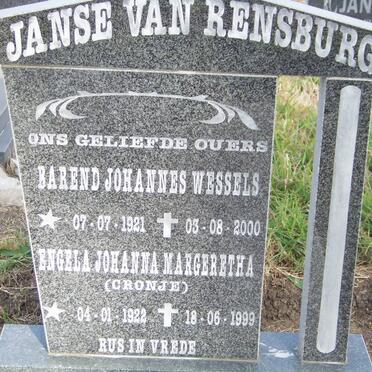 JANSE VAN RENSBURG
ONS GELIEFDE OUERS
BAREND JOHANNES WESSELS
07-07-1921 03-08-2000
ENGELA JOHANNA MARGERETHA
(CRONJE)
04-01-1922 18-06-1999
RUS IN VREDE